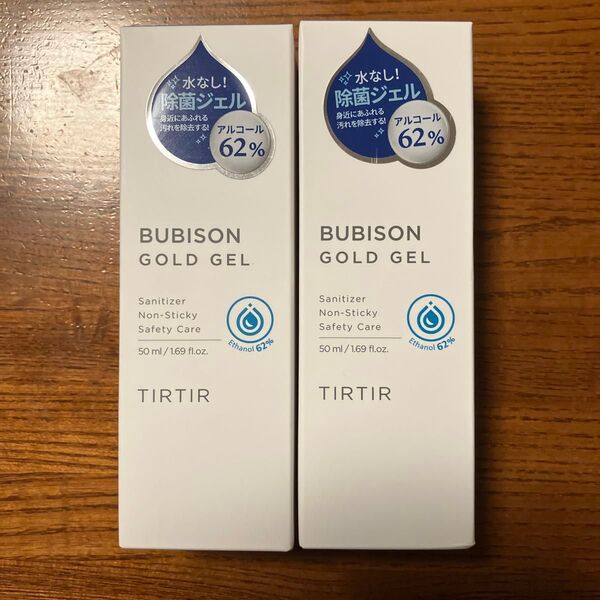 水なし!
除菌ジェル
身近にあふれる
汚れを除去する!
アルコール
62%
BUBISON
GOLD GEL
Sanitizer
Non-Sticky
Safety Care
Ethanol 62%
50 ml / 1.69 fl.oz.
TIRTIR
水なし!
除菌ジェル
身近にあふれる
汚れを除去する!
アルコール
62%
BUBISON
GOLD GEL
Sanitizer
Non-Sticky
Safety Care
Ethanol 62%
50 ml / 1.69 fl.oz.
TIRTIR